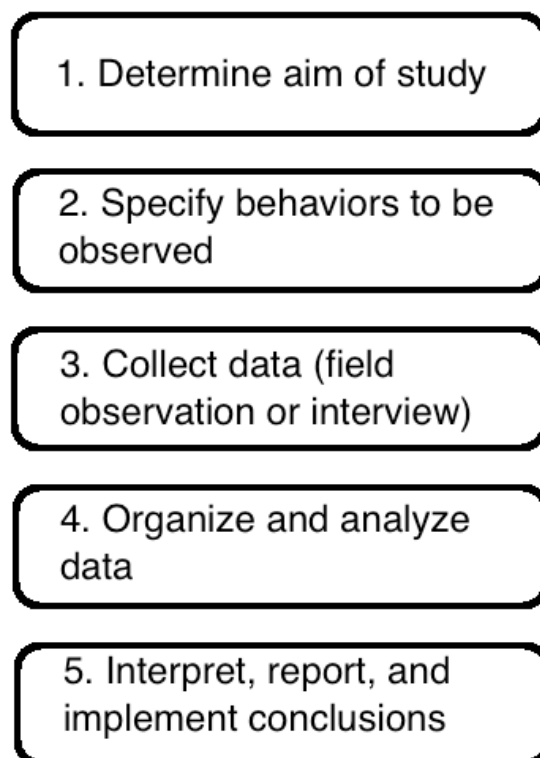 1. Determine aim of study
2. Specify behaviors to be
observed
3. Collect data (field
observation or interview)
4. Organize and analyze
data
5. Interpret, report, and
implement conclusions